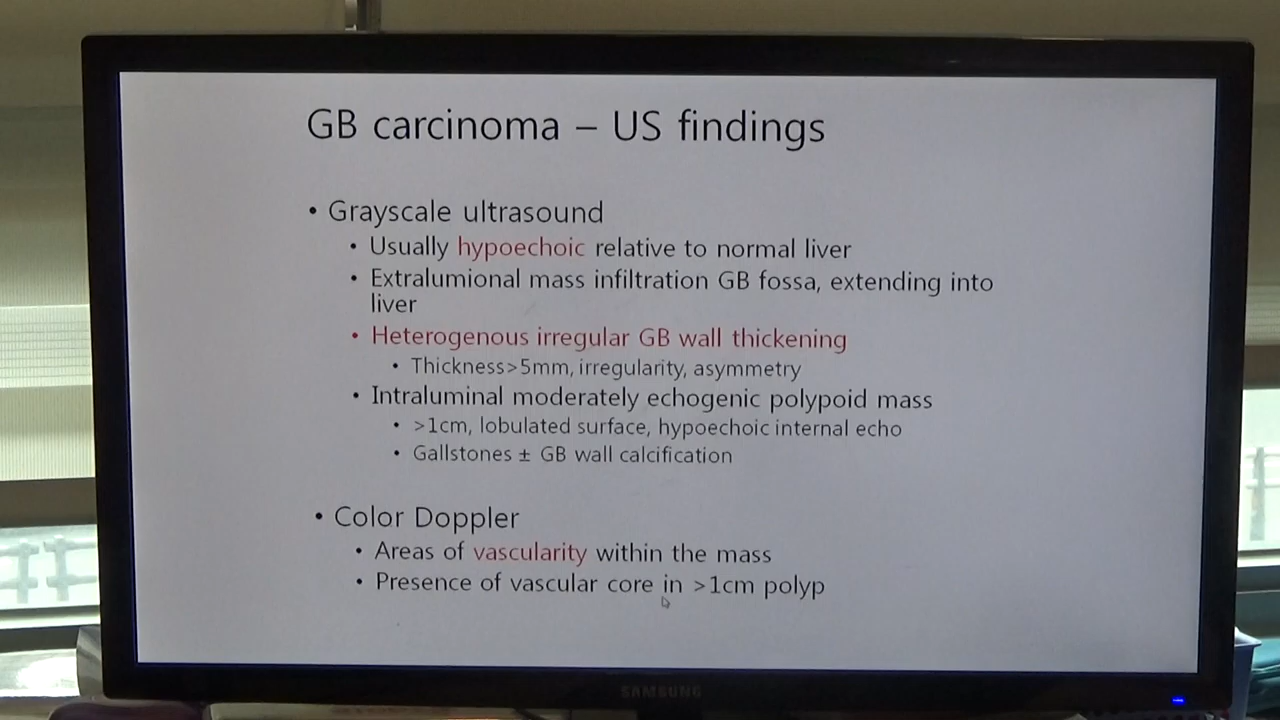 GB carcinoma – US findings
• Grayscale ultrasound
• Usually hypoechoic relative to normal liver
• Extralumional mass infiltration GB fossa, extending into
liver
• Heterogenous irregular GB wall thickening
• Thickness>5mm, irregularity, asymmetry
• Intraluminal moderately echogenic polypoid mass
• >1cm, lobulated surface, hypoechoic internal echo
• Gallstones ± GB wall calcification
• Color Doppler
• Areas of vascularity within the mass
• Presence of vascular core in >1cm polyp
SAMSUNG